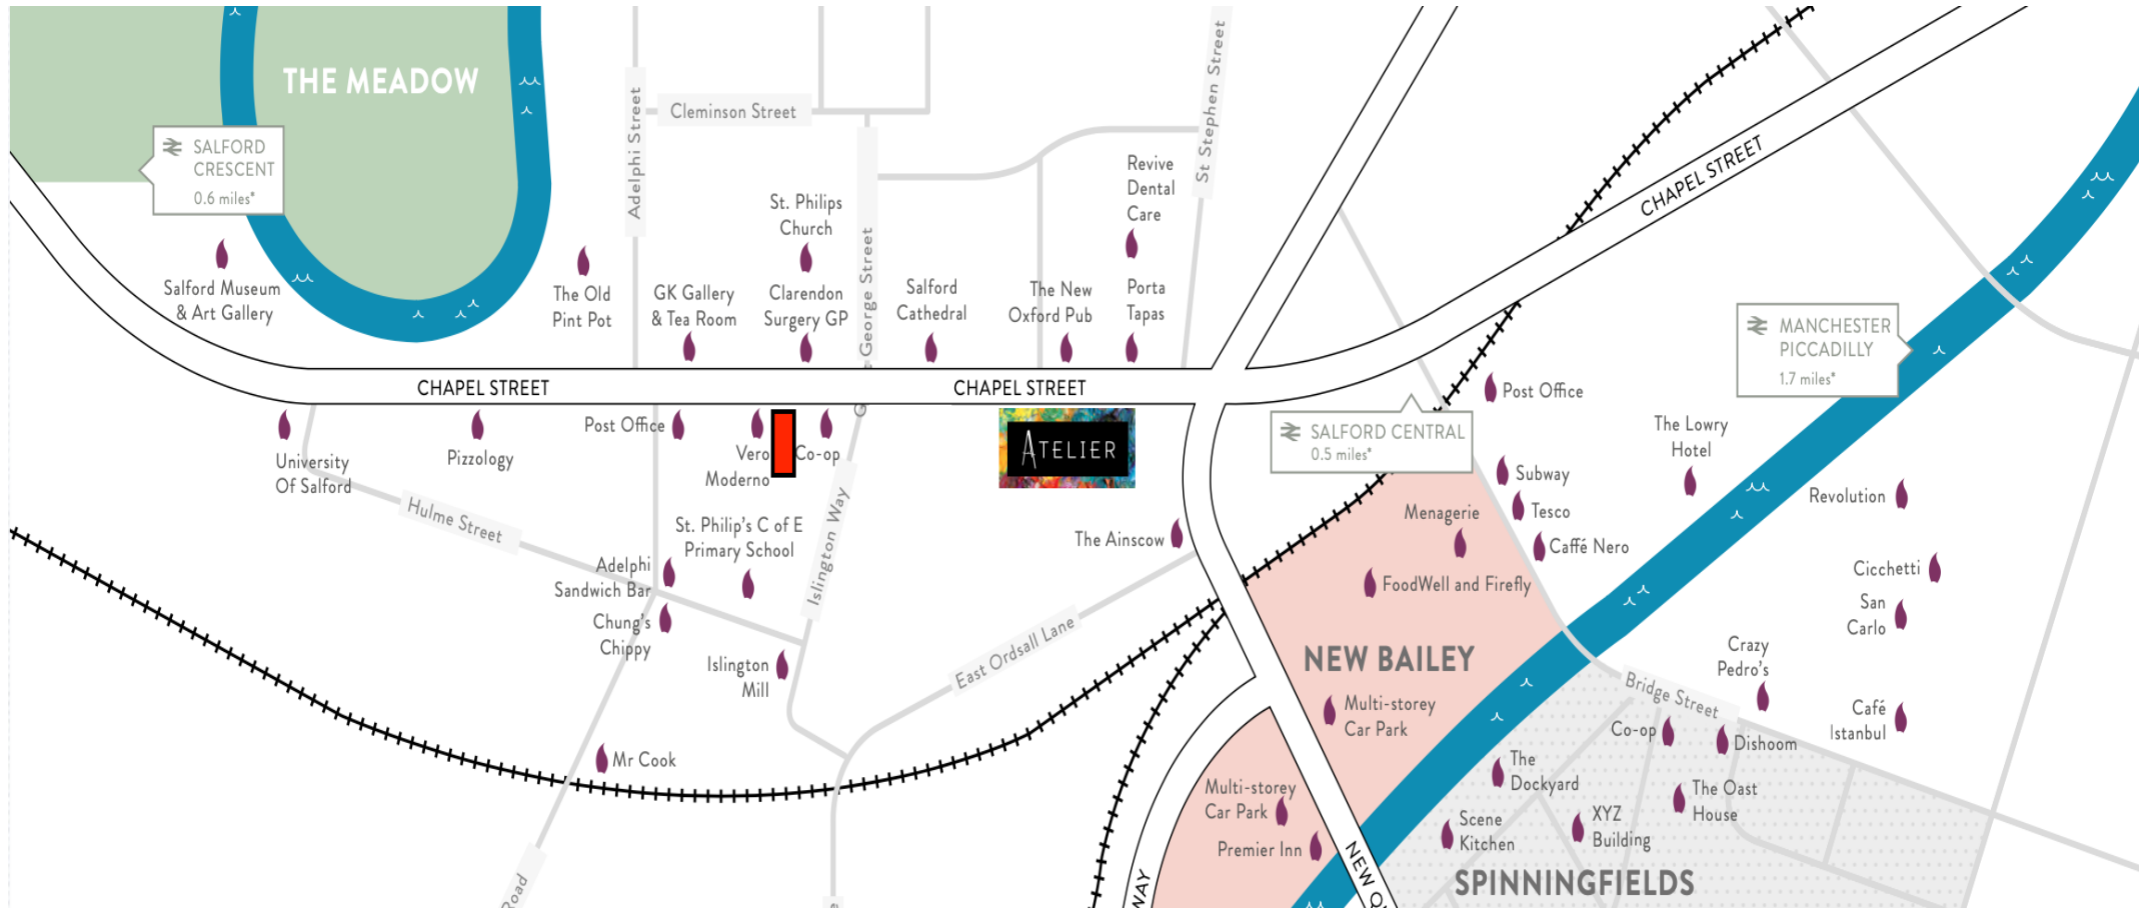 THE MEADOW
SALFORD
CRESCENT
0.6 miles*
Salford Museum
& Art Gallery
The Old
Pint Pot
Adelphi Street
Cleminson Street
St. Philips
Church
GK Gallery
& Tea Room
Clarendon
Surgery GP
George Street
Salford
Cathedral
The New
Oxford Pub
Revive
Dental
Care
Porta
Tapas
St Stephen Street
CHAPEL STREET
CHAPEL STREET
CHAPEL STREET
University
Of Salford
Pizzology
Post Office
Vero
Moderno
Co-op
ATELIER
Hulme Street
Islington Way
St. Philip's C of E
Primary School
Adelphi
Sandwich Bar
Chung's
Chippy
Islington
Mill
Mr Cook
Road
East Ordsall Lane
The Ainscow
SALFORD CENTRAL
0.5 miles*
Post Office
Subway
Tesco
Caffé Nero
Menagerie
FoodWell and Firefly
NEW BAILEY
Multi-storey
Car Park
Multi-storey
Car Park
Premier Inn
WAY
NEW QU
MANCHESTER
PICCADILLY
1.7 miles*
The Lowry
Hotel
Revolution
Cicchetti
San
Carlo
Crazy
Pedro's
Café
Istanbul
Bridge Street
Co-op
Dishoom
The
Dockyard
The Oast
House
XYZ
Building
Scene
Kitchen
SPINNINGFIELDS